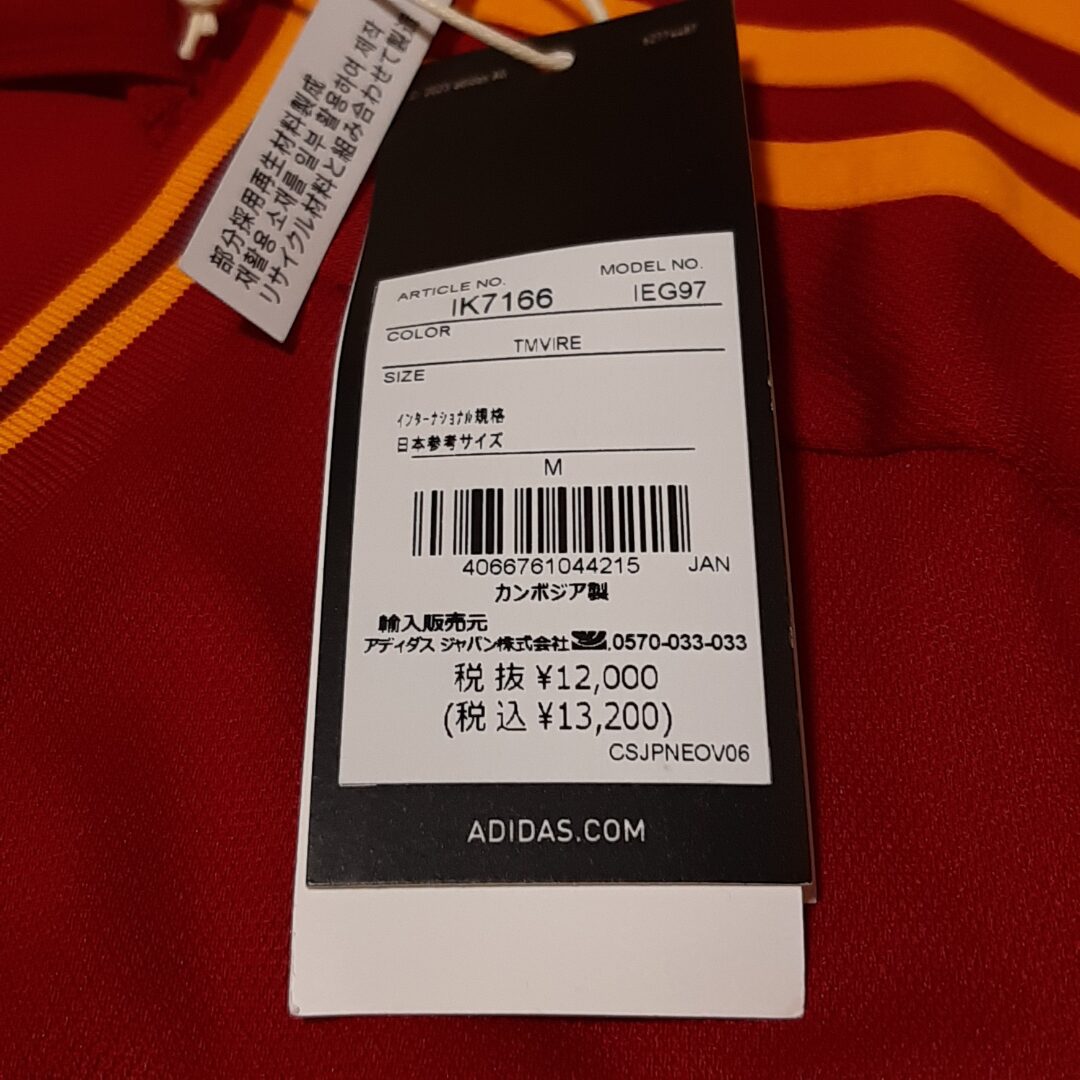 部分採用再生材料製成
재활용 소재를 일부 활용하여 제작
リサイクル材料と組み合わせて製造
ARTICLE NO. MODEL NO.
IK7166 IEG97
COLOR
TMVIRE
SIZE
インターナショナル規格
日本参考サイズ
M
4066761044215 JAN
カンボジア製
輸入販売元
アディダス ジャパン株式会社 .0570-033-033
税 抜 ¥12,000
(税 込 ¥13,200)
CSJPNEOV06
ADIDAS.COM